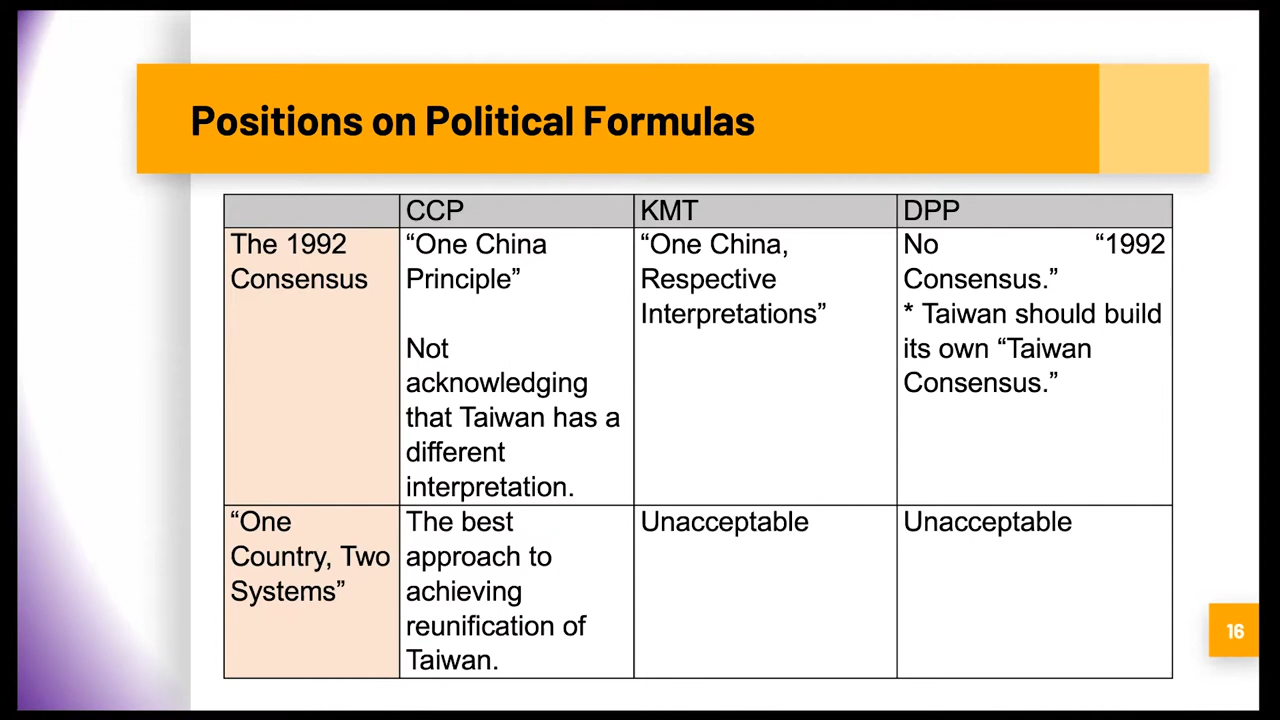 Positions on Political Formulas
CCP
KMT
DPP
The 1992
Consensus
“One China
Principle”
Not
acknowledging
that Taiwan has a
different
interpretation.
“One China,
Respective
Interpretations”
No “1992
Consensus.”
* Taiwan should build
its own “Taiwan
Consensus.”
“One
Country, Two
Systems”
The best
approach to
achieving
reunification of
Taiwan.
Unacceptable
Unacceptable
16